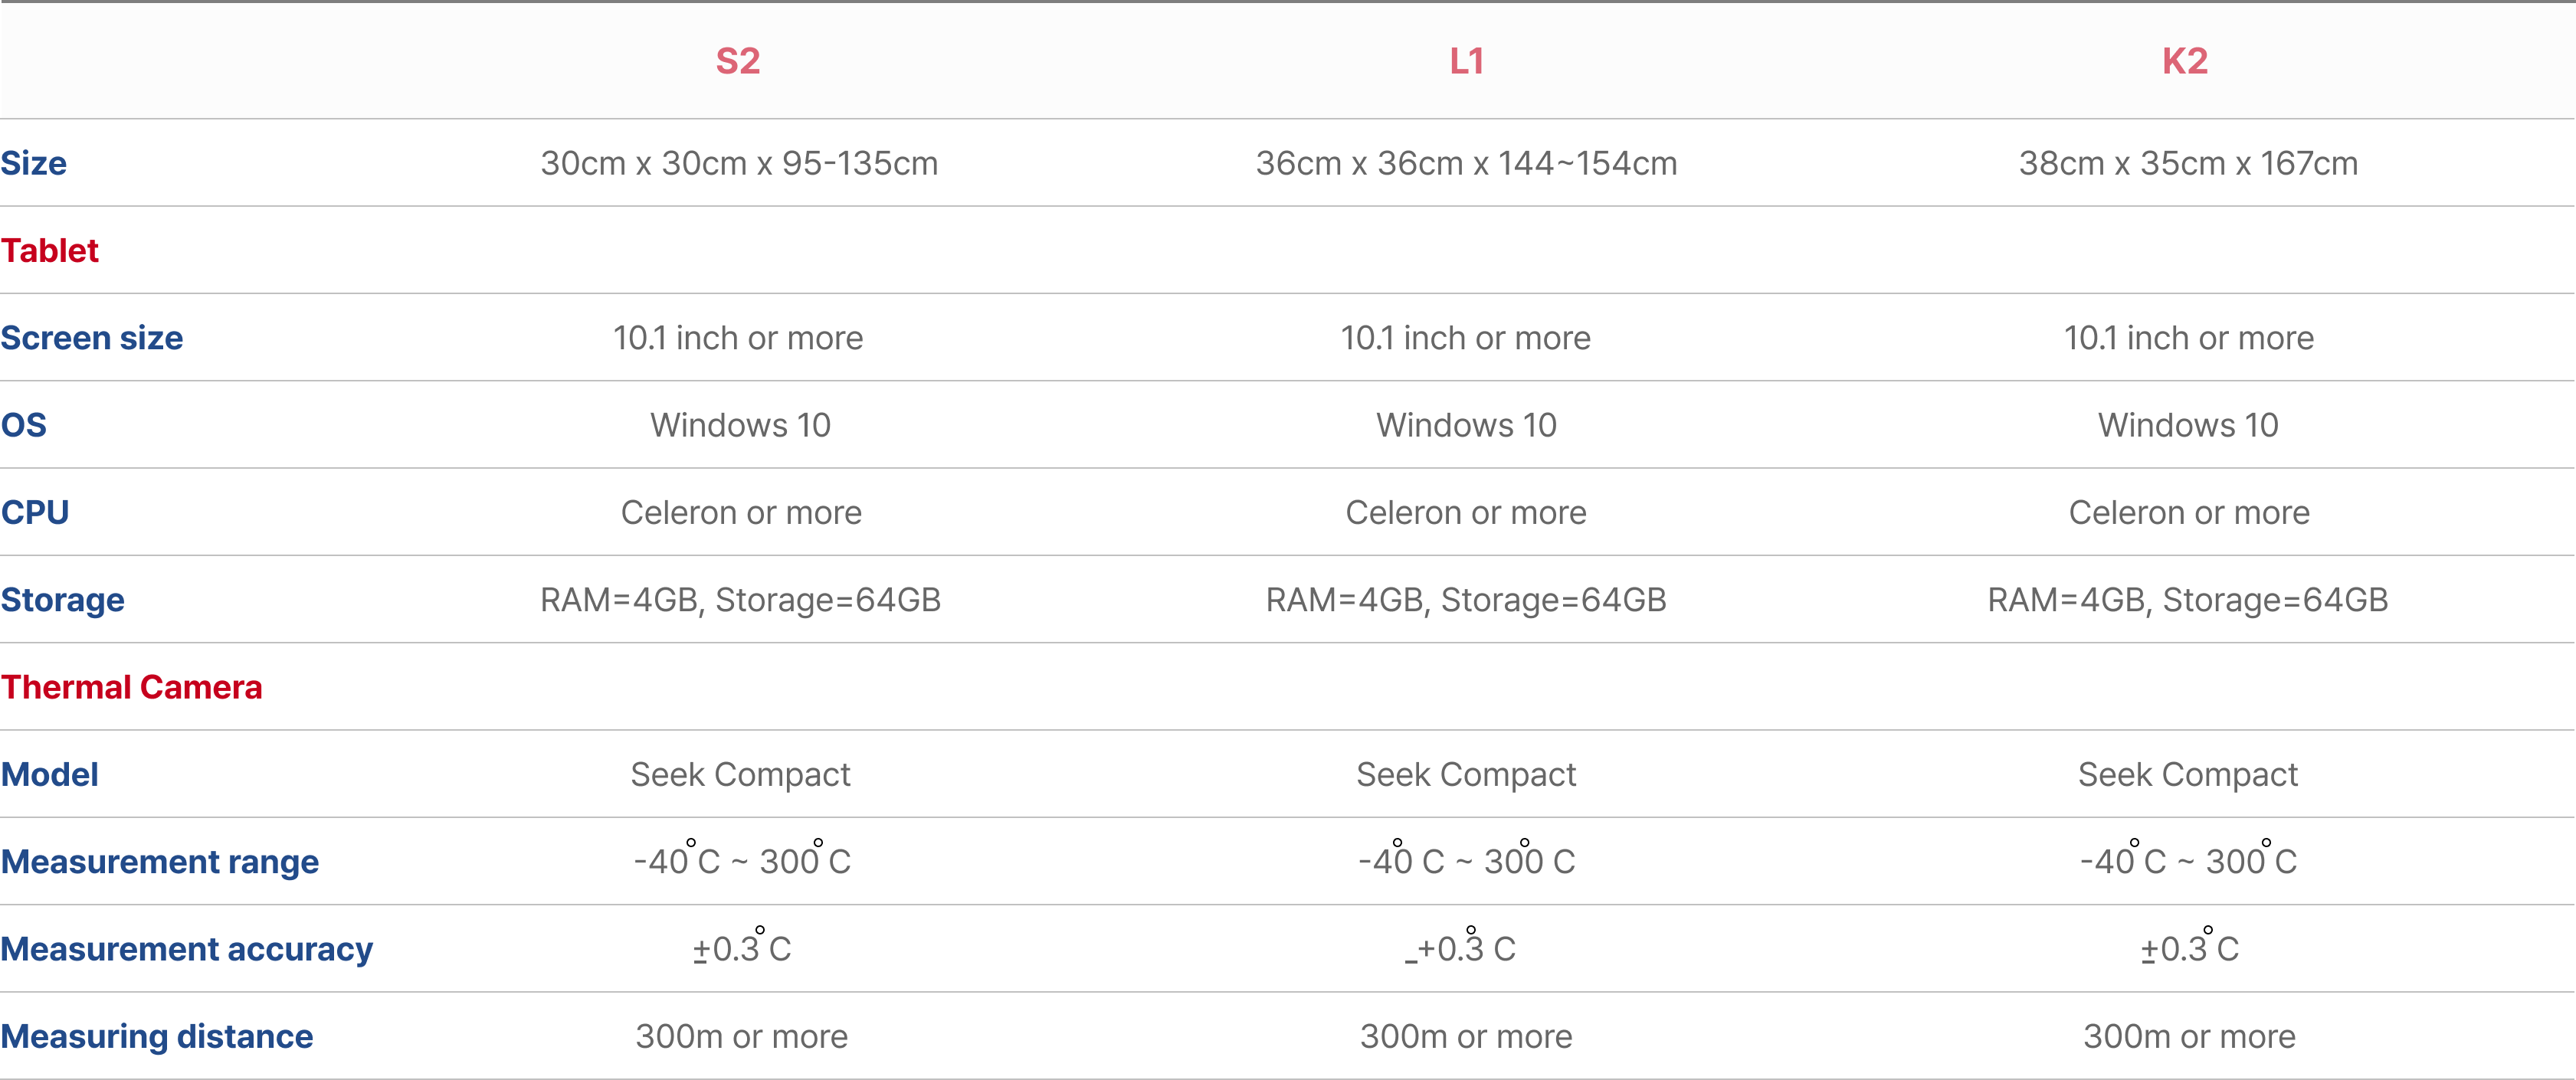 S2 L1 K2
Size 30cm x 30cm x 95-135cm 36cm x 36cm x 144~154cm 38cm x 35cm x 167cm
Tablet
Screen size 10.1 inch or more 10.1 inch or more 10.1 inch or more
OS Windows 10 Windows 10 Windows 10
CPU Celeron or more Celeron or more Celeron or more
Storage RAM=4GB, Storage=64GB RAM=4GB, Storage=64GB RAM=4GB, Storage=64GB
Thermal Camera
Model Seek Compact Seek Compact Seek Compact
Measurement range -40°C ~ 300°C -40° C ~ 300° C -40°C ~ 300°C
Measurement accuracy ±0.3°C _+0.3° C ±0.3°C
Measuring distance 300m or more 300m or more 300m or more